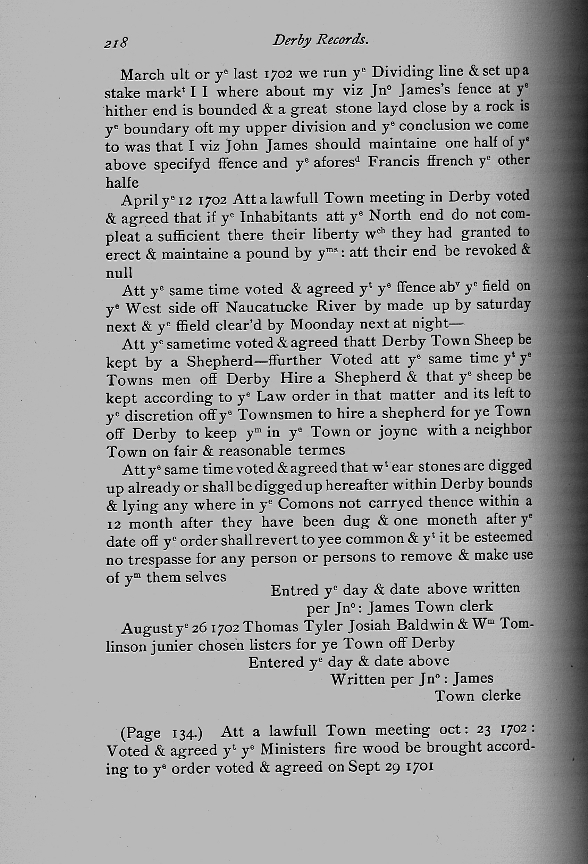 218 Derby Records.
March ult or yᵉ last 1702 we run yᵉ Dividing line & set up a
stake markᵗ I I where about my viz Jnᵒ James's fence at yᵉ
hither end is bounded & a great stone layd close by a rock is
yᵉ boundary oft my upper division and yᵉ conclusion we come
to was that I viz John James should maintaine one half of yᵉ
above specifyd ffence and yᵉ aforesᵈ Francis ffrench yᵉ other
halfe
April yᵉ 12 1702 Att a lawfull Town meeting in Derby voted
& agreed that if yᵉ Inhabitants att yᵉ North end do not com-
pleat a sufficient there their liberty wᶜʰ they had granted to
erect & maintaine a pound by yᵐˢ: att their end be revoked &
null
Att yᵉ same time voted & agreed yᵗ yᵉ ffence abᵛ yᵉ field on
yᵉ West side off Naucatucke River by made up by saturday
next & yᵉ ffield clear'd by Moonday next at night—
Att yᵉ sametime voted & agreed thatt Derby Town Sheep be
kept by a Shepherd—ffurther Voted att yᵉ same time yᵗ yᵉ
Towns men off Derby Hire a Shepherd & that yᵉ sheep be
kept according to yᵉ Law order in that matter and its left to
yᵉ discretion off yᵉ Townsmen to hire a shepherd for ye Town
off Derby to keep yᵐ in yᵉ Town or joyne with a neighbor
Town on fair & reasonable termes
Att yᵉ same time voted & agreed that wᵗ ear stones are digged
up already or shall be digged up hereafter within Derby bounds
& lying any where in yᵉ Comons not carryed thence within a
12 month after they have been dug & one moneth after yᵉ
date off yᵉ order shall revert to yee common & yᵗ it be esteemed
no trespasse for any person or persons to remove & make use
of yᵐ them selves
Entred yᵉ day & date above written
per Jnᵒ: James Town clerk
August yᵉ 26 1702 Thomas Tyler Josiah Baldwin & Wᵐ Tom-
linson junier chosen listers for ye Town off Derby
Entered yᵉ day & date above
Written per Jnᵒ: James
Town clerke
(Page 134.) Att a lawfull Town meeting oct: 23 1702:
Voted & agreed yᵗ yᵉ Ministers fire wood be brought accord-
ing to yᵉ order voted & agreed on Sept 29 1701